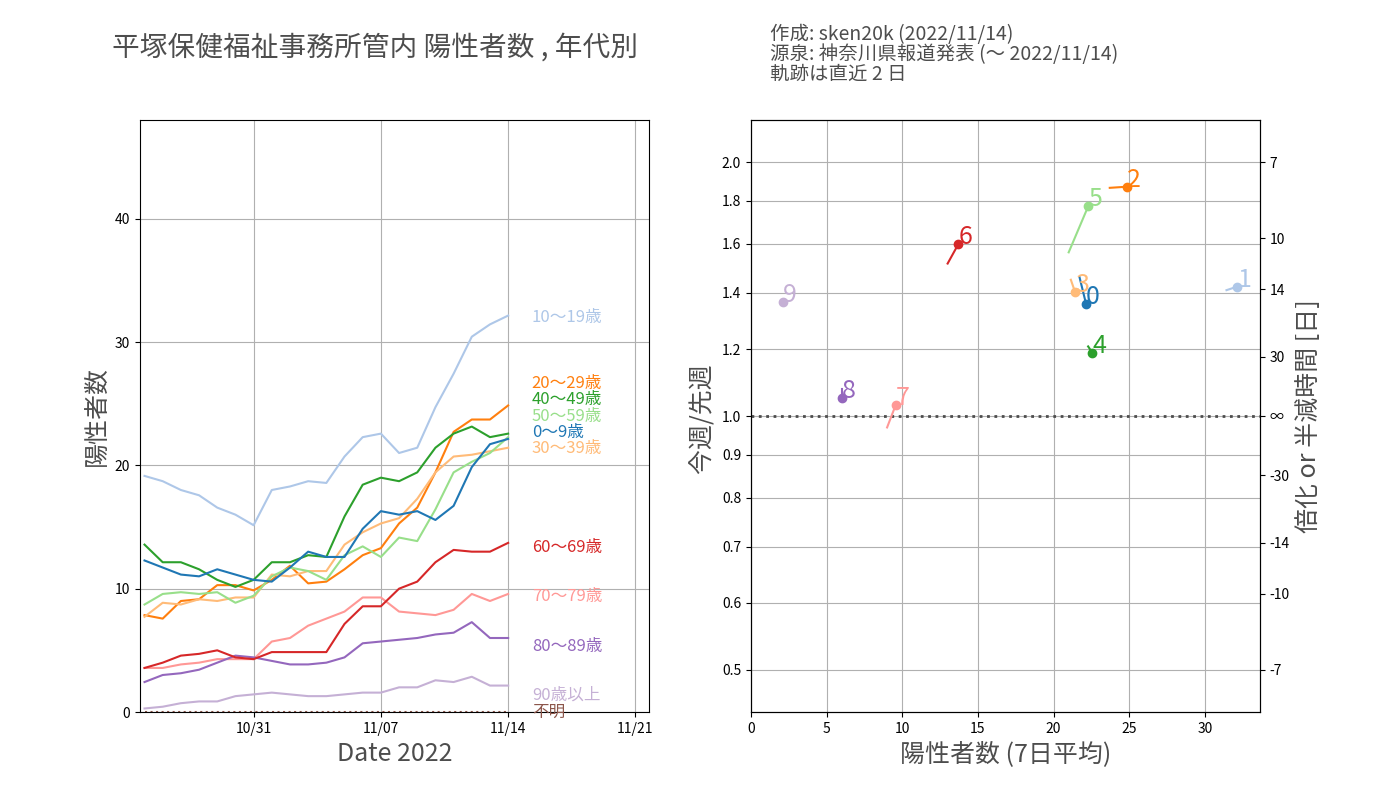 平塚保健福祉事務所管内 陽性者数 , 年代別
作成: sken20k (2022/11/14)
源泉: 神奈川県報道発表 (〜 2022/11/14)
軌跡は直近 2 日
陽性者数
40
30
20
10
0
10〜19歳
20〜29歳
40〜49歳
50〜59歳
0〜9歳
30〜39歳
60〜69歳
70〜79歳
80〜89歳
90歳以上
不明
10/31
11/07
11/14
11/21
Date 2022
今週/先週
2.0
1.8
1.6
1.4
1.2
1.0
0.9
0.8
0.7
0.6
0.5
2
5
6
1
3
0
9
4
8
7
7
10
14
30
∞
-30
-14
-10
-7
倍化 or 半減時間 [日]
0
5
10
15
20
25
30
陽性者数 (7日平均)